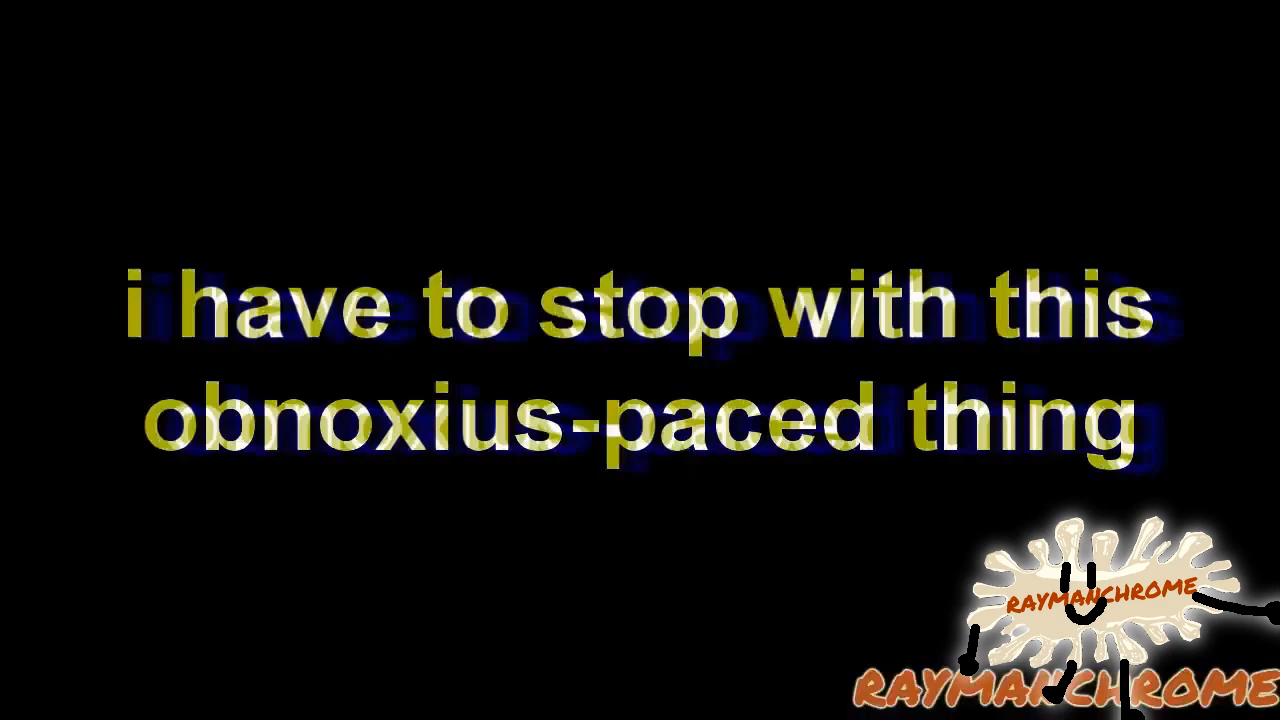 i have to stop with this
obnoxius-paced thing
RAYMANCHROME
RAYMANCHROME